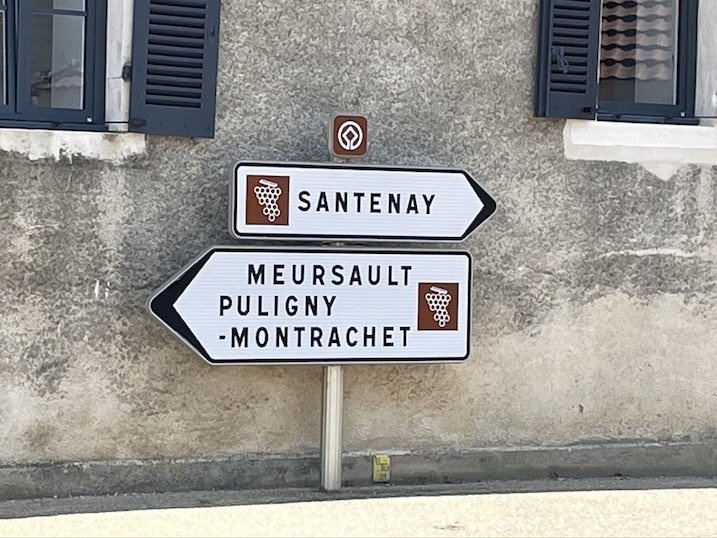 SANTENAY
MEURSAULT
PULIGNY
-MONTRACHET